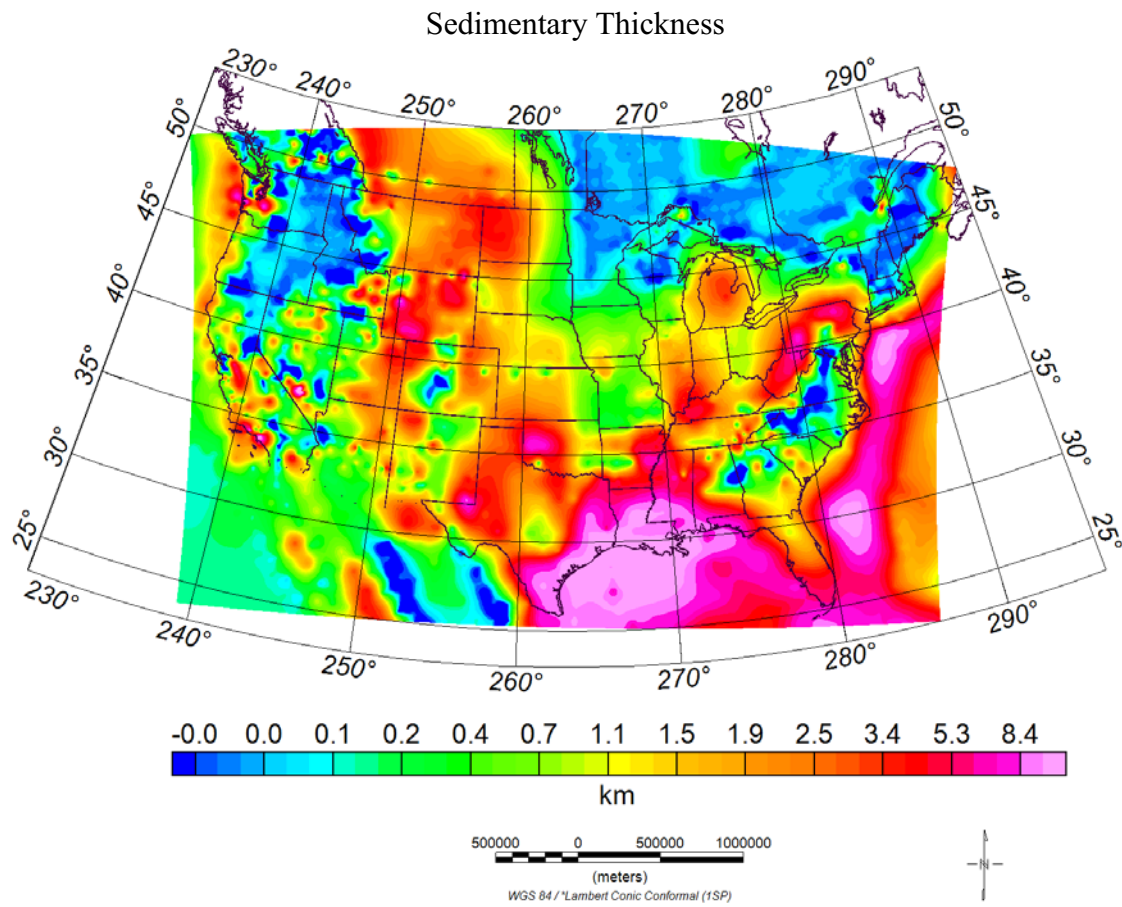 Sedimentary Thickness
230° 240° 250° 260° 270° 280° 290°
50° 50°
45° 45°
40° 40°
35° 35°
30° 30°
25° 25°
230° 240° 250° 260° 270° 280° 290°
-0.0 0.0 0.1 0.2 0.4 0.7 1.1 1.5 1.9 2.5 3.4 5.3 8.4
km
500000 0 500000 1000000
(meters)
WGS 84 / *Lambert Conic Conformal (1SP)
N